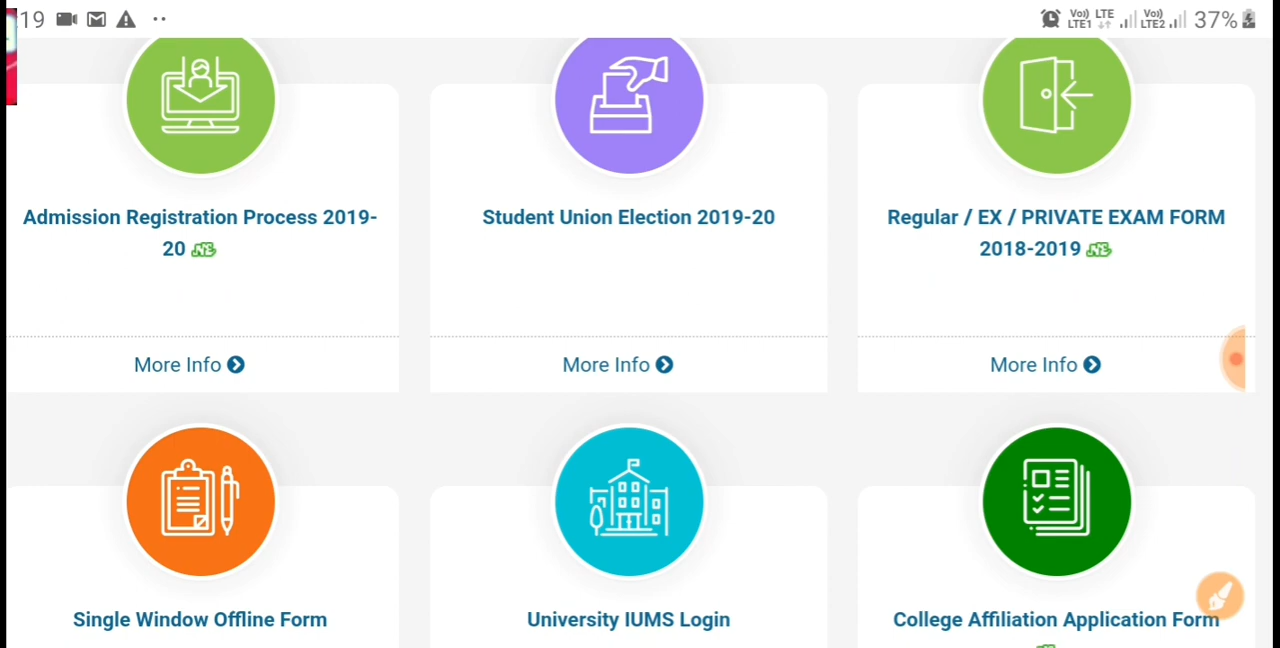 19
Vo) LTE Vo) 37%
LTE1 LTE2
Admission Registration Process 2019-
20
Student Union Election 2019-20
Regular / EX / PRIVATE EXAM FORM
2018-2019
More Info
More Info
More Info
Single Window Offline Form
University IUMS Login
College Affiliation Application Form